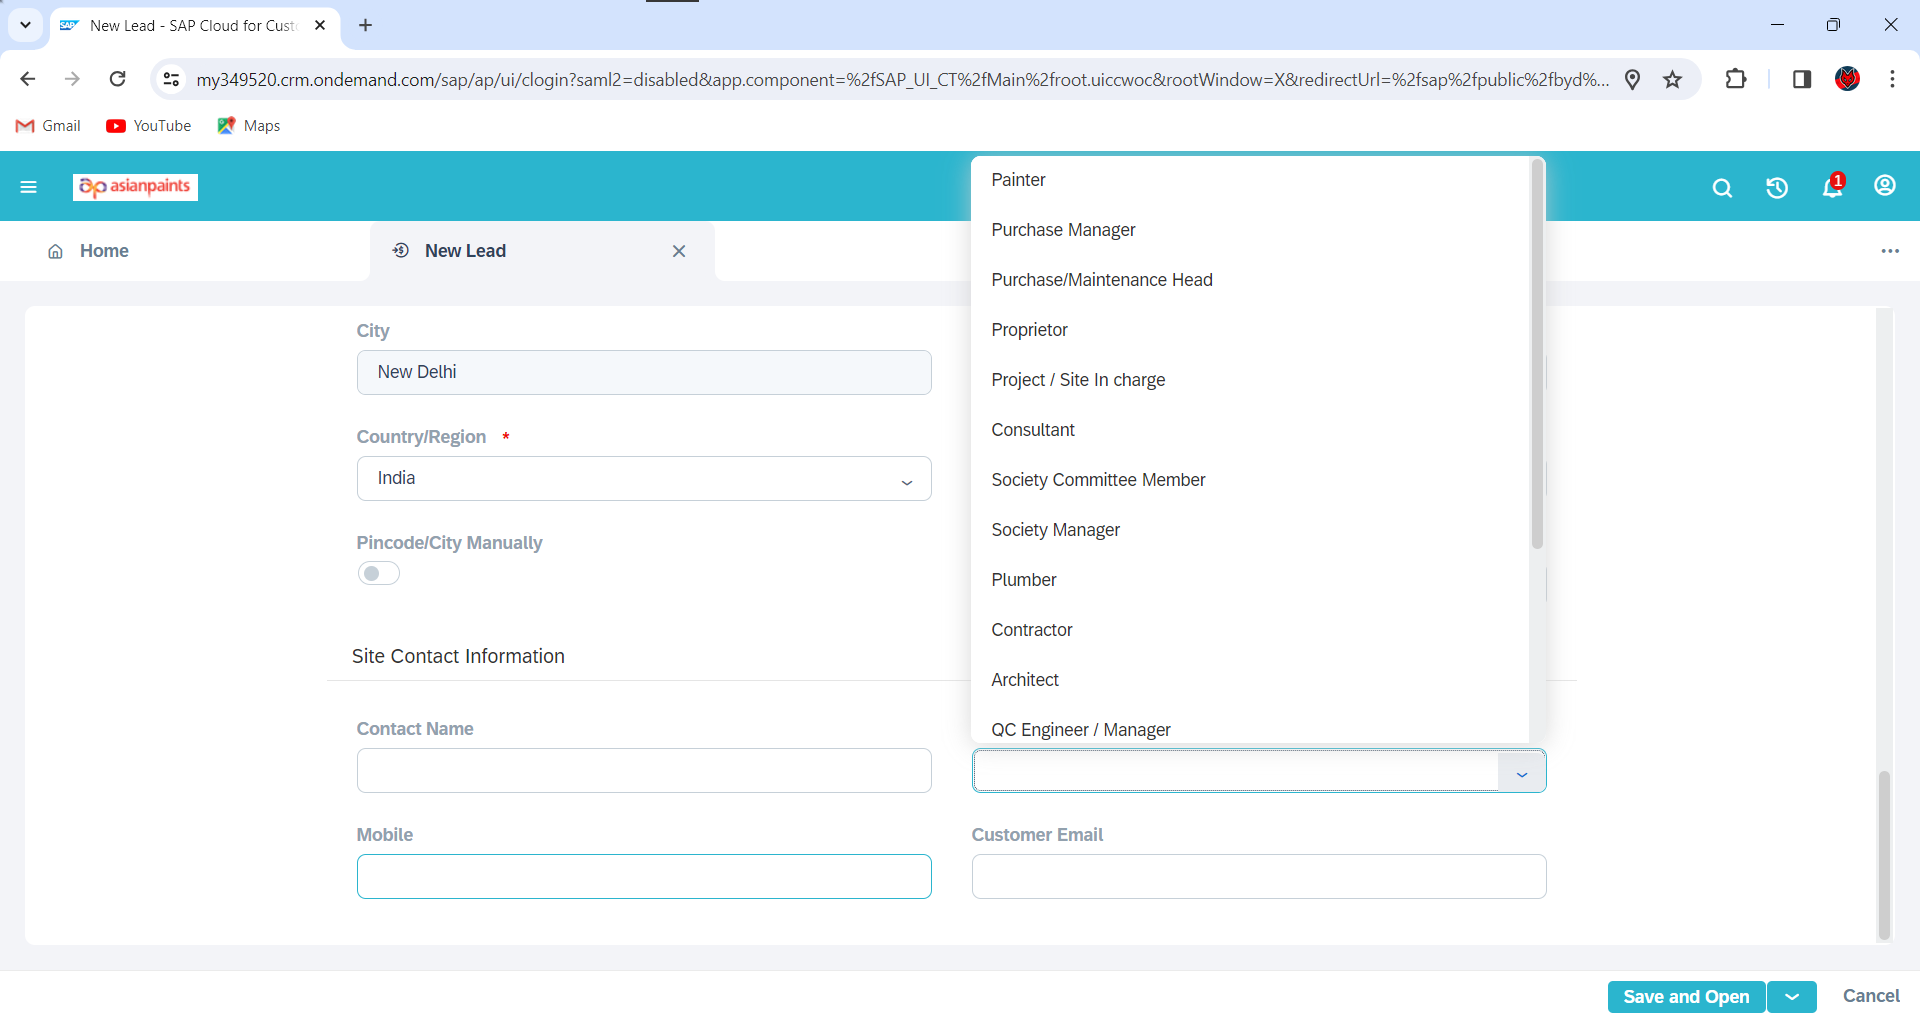 New Lead - SAP Cloud for Cust
my349520.crm.ondemand.com/sap/ap/ui/clogin?saml2=disabled&app.component=%2fSAP_UI_CT%2fMain%2froot.uiccwoc&rootWindow=X&redirectUrl=%2fsap%2fpublic%2fbyd%...
Gmail
YouTube
Maps
asianpaints
1
Home
New Lead
City
New Delhi
Country/Region *
India
Pincode/City Manually
Painter
Purchase Manager
Purchase/Maintenance Head
Proprietor
Project / Site In charge
Consultant
Society Committee Member
Society Manager
Plumber
Contractor
Architect
QC Engineer / Manager
Site Contact Information
Contact Name
Mobile
Customer Email
Save and Open
Cancel